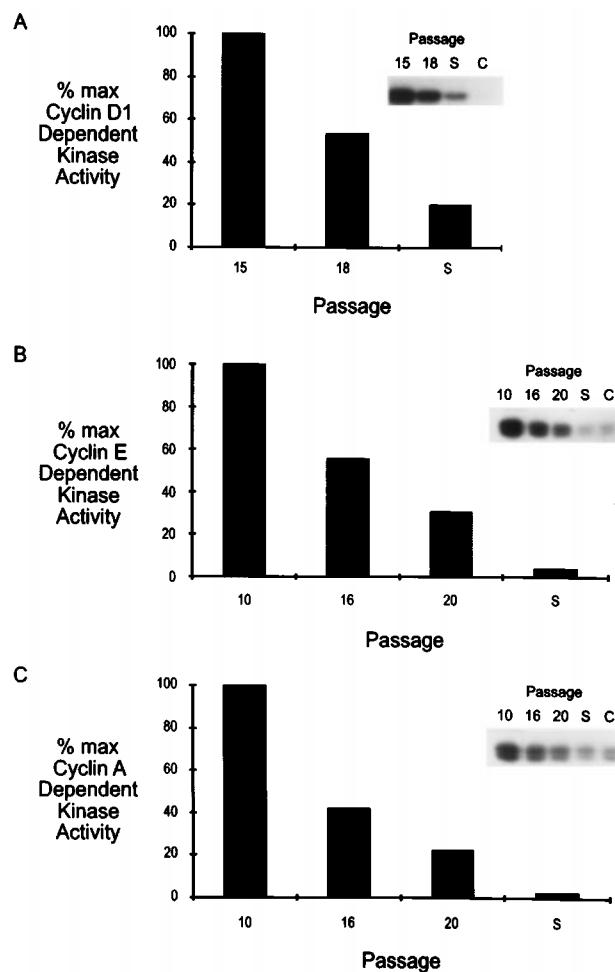 A
% max
Cyclin D1
Dependent
Kinase
Activity
100
80
60
40
20
0
15 18 S
Passage
Passage
15 18 S C
B
% max
Cyclin E
Dependent
Kinase
Activity
100
80
60
40
20
0
10 16 20 S
Passage
Passage
10 16 20 S C
C
% max
Cyclin A
Dependent
Kinase
Activity
100
80
60
40
20
0
10 16 20 S
Passage
Passage
10 16 20 S C